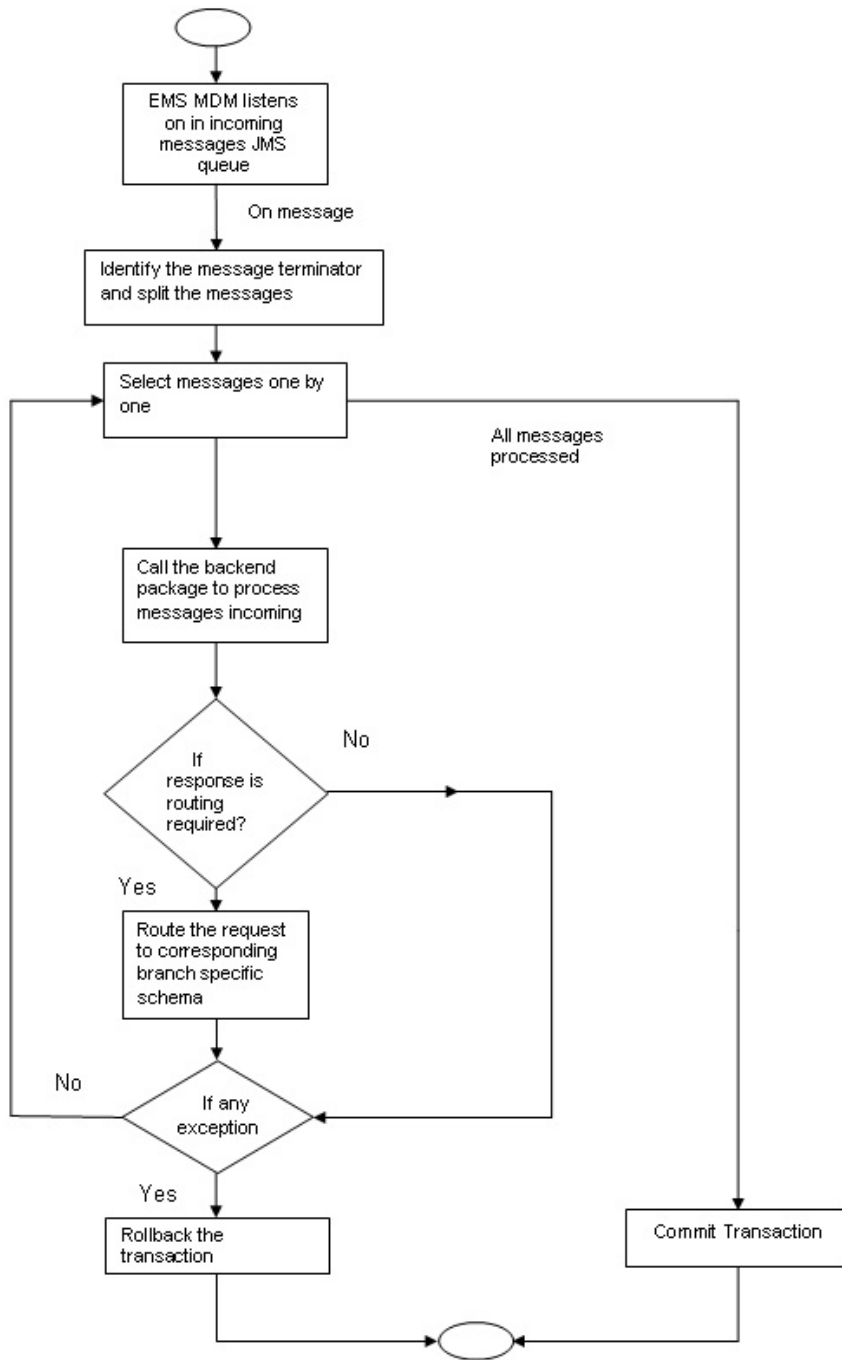 EMS MDM listens
on in incoming
messages JMS
queue
On message
Identify the message terminator
and split the messages
Select messages one by
one
All messages
processed
Call the backend
package to process
messages incoming
If
response is
routing
required?
No
Yes
Route the request
to corresponding
branch specific
schema
No
If any
exception
Yes
Rollback the
transaction
Commit Transaction